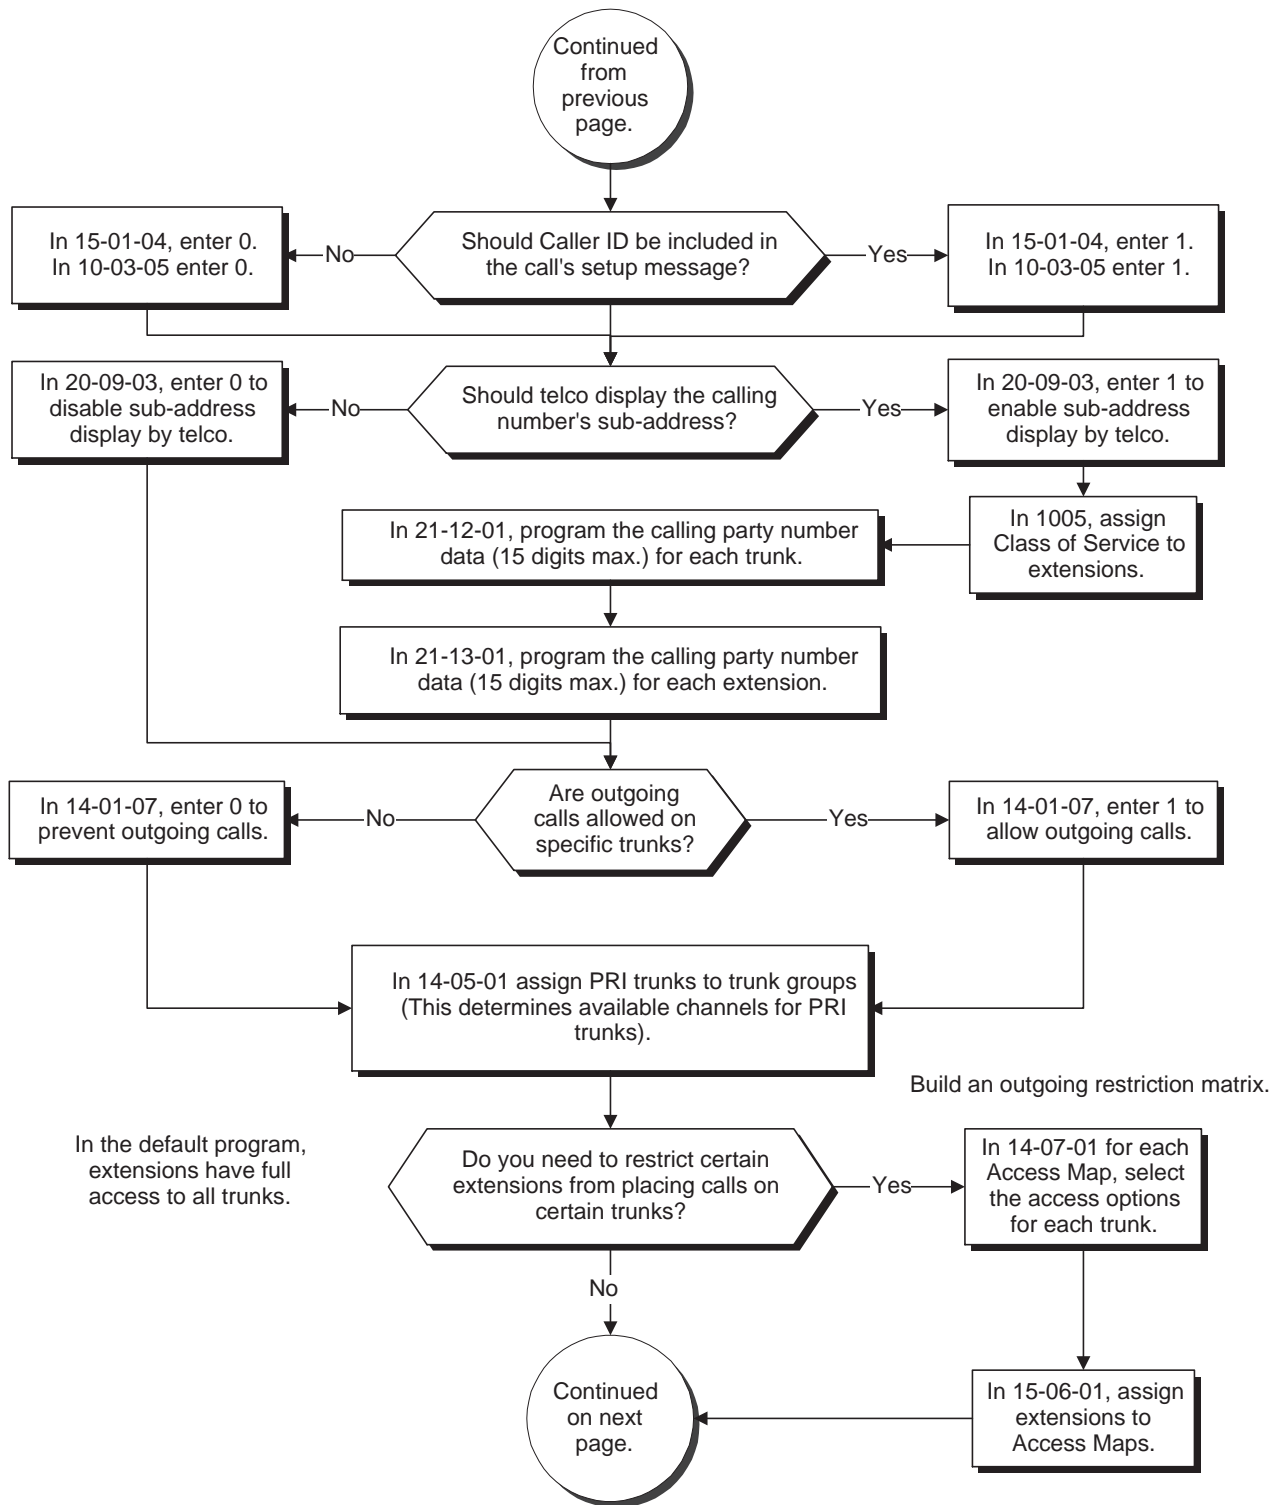 Continued
from
previous
page.
In 15-01-04, enter 0.
In 10-03-05 enter 0.
No
Should Caller ID be included in
the call's setup message?
Yes
In 15-01-04, enter 1.
In 10-03-05 enter 1.
In 20-09-03, enter 0 to
disable sub-address
display by telco.
No
Should telco display the calling
number's sub-address?
Yes
In 20-09-03, enter 1 to
enable sub-address
display by telco.
In 21-12-01, program the calling party number
data (15 digits max.) for each trunk.
In 1005, assign
Class of Service to
extensions.
In 21-13-01, program the calling party number
data (15 digits max.) for each extension.
In 14-01-07, enter 0 to
prevent outgoing calls.
No
Are outgoing
calls allowed on
specific trunks?
Yes
In 14-01-07, enter 1 to
allow outgoing calls.
In 14-05-01 assign PRI trunks to trunk groups
(This determines available channels for PRI
trunks).
Build an outgoing restriction matrix.
In the default program,
extensions have full
access to all trunks.
Do you need to restrict certain
extensions from placing calls on
certain trunks?
Yes
In 14-07-01 for each
Access Map, select
the access options
for each trunk.
No
Continued
on next
page.
In 15-06-01, assign
extensions to
Access Maps.